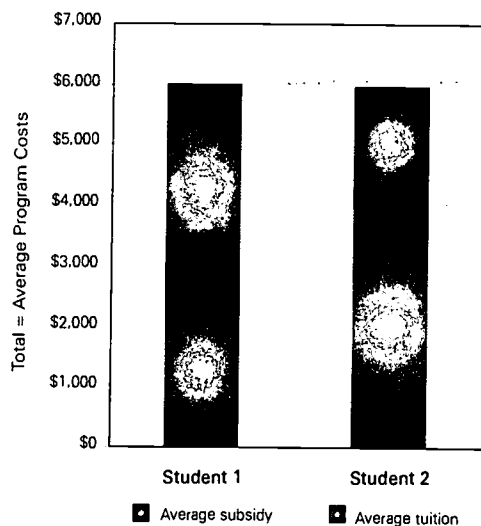 $7,000
$6,000
$5,000
$4,000
$3,000
$2,000
$1,000
$0
Total = Average Program Costs
Student 1 Student 2
Average subsidy Average tuition